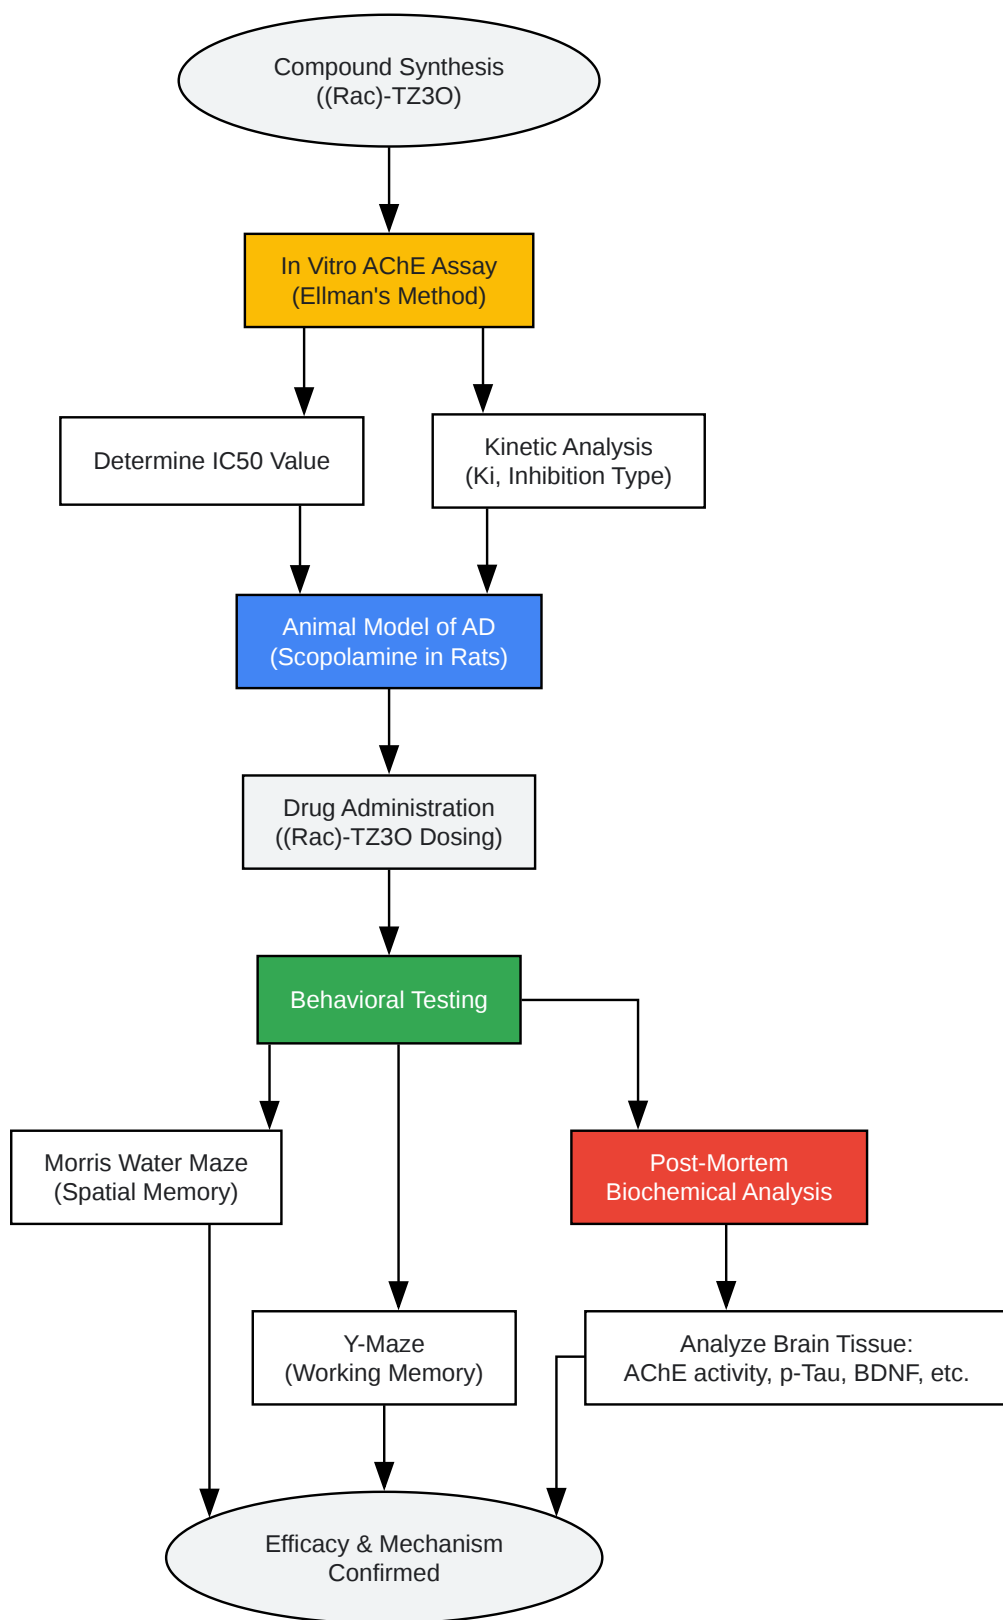 Compound Synthesis
((Rac)-TZ3O)
In Vitro AChE Assay
(Ellman's Method)
Determine IC50 Value
Kinetic Analysis
(Ki, Inhibition Type)
Animal Model of AD
(Scopolamine in Rats)
Drug Administration
((Rac)-TZ3O Dosing)
Behavioral Testing
Morris Water Maze
(Spatial Memory)
Post-Mortem
Biochemical Analysis
Y-Maze
(Working Memory)
Analyze Brain Tissue:
AChE activity, p-Tau, BDNF, etc.
Efficacy & Mechanism
Confirmed